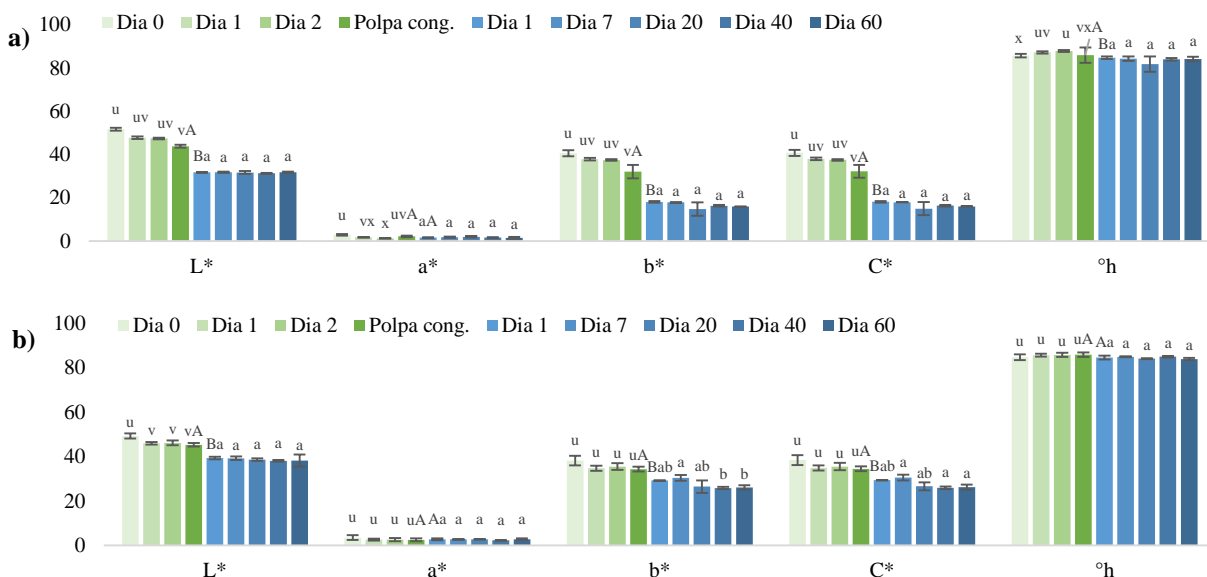 a)
Dia 0 Dia 1 Dia 2 Polpa cong. Dia 1 Dia 7 Dia 20 Dia 40 Dia 60
100
80
60
40
20
0
u uv uv vA Ba a a a a
u vx x uvA aA a a a a
u uv uv vA Ba a a a a
u uv uv vA Ba a a a a
x uv u vxA Ba a a a a
L* a* b* C* °h
b)
Dia 0 Dia 1 Dia 2 Polpa cong. Dia 1 Dia 7 Dia 20 Dia 40 Dia 60
100
80
60
40
20
0
u v v vA Ba a a a a
u u u uA Aa a a a a
u u u uA Bab a ab b b
u u u uA Bab a ab a a
u u u uA Aa a a a a
L* a* b* C* °h